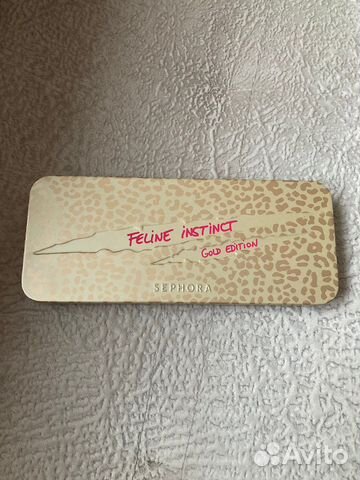 FELINE INSTINCT
GOLD EDITION
SEPHORA
Avito